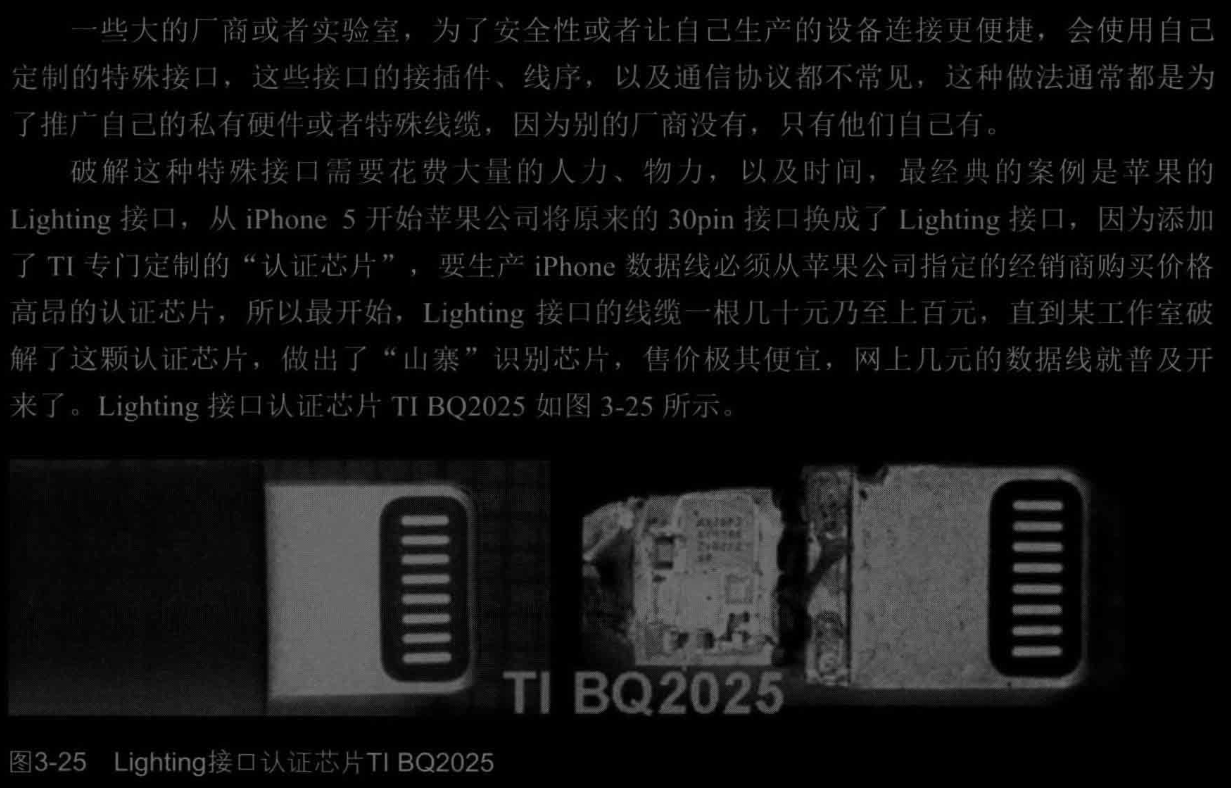 一些大的厂商或者实验室，为了安全性或者让自己生产的设备连接更便捷，会使用自己
定制的特殊接口，这些接口的接插件、线序，以及通信协议都不常见，这种做法通常都是为
了推广自己的私有硬件或者特殊线缆，因为别的厂商没有，只有他们自己有。
破解这种特殊接口需要花费大量的人力、物力，以及时间，最经典的案例是苹果的
Lighting 接口，从 iPhone 5 开始苹果公司将原来的 30pin 接口换成了 Lighting 接口，因为添加
了 TI 专门定制的“认证芯片”，要生产 iPhone 数据线必须从苹果公司指定的经销商购买价格
高昂的认证芯片，所以最开始，Lighting 接口的线缆一根几十元乃至上百元，直到某工作室破
解了这颗认证芯片，做出了“山寨”识别芯片，售价极其便宜，网上几元的数据线就普及开
来了。Lighting 接口认证芯片 TI BQ2025 如图 3-25 所示。
TI BQ2025
图3-25 Lighting接口认证芯片TI BQ2025